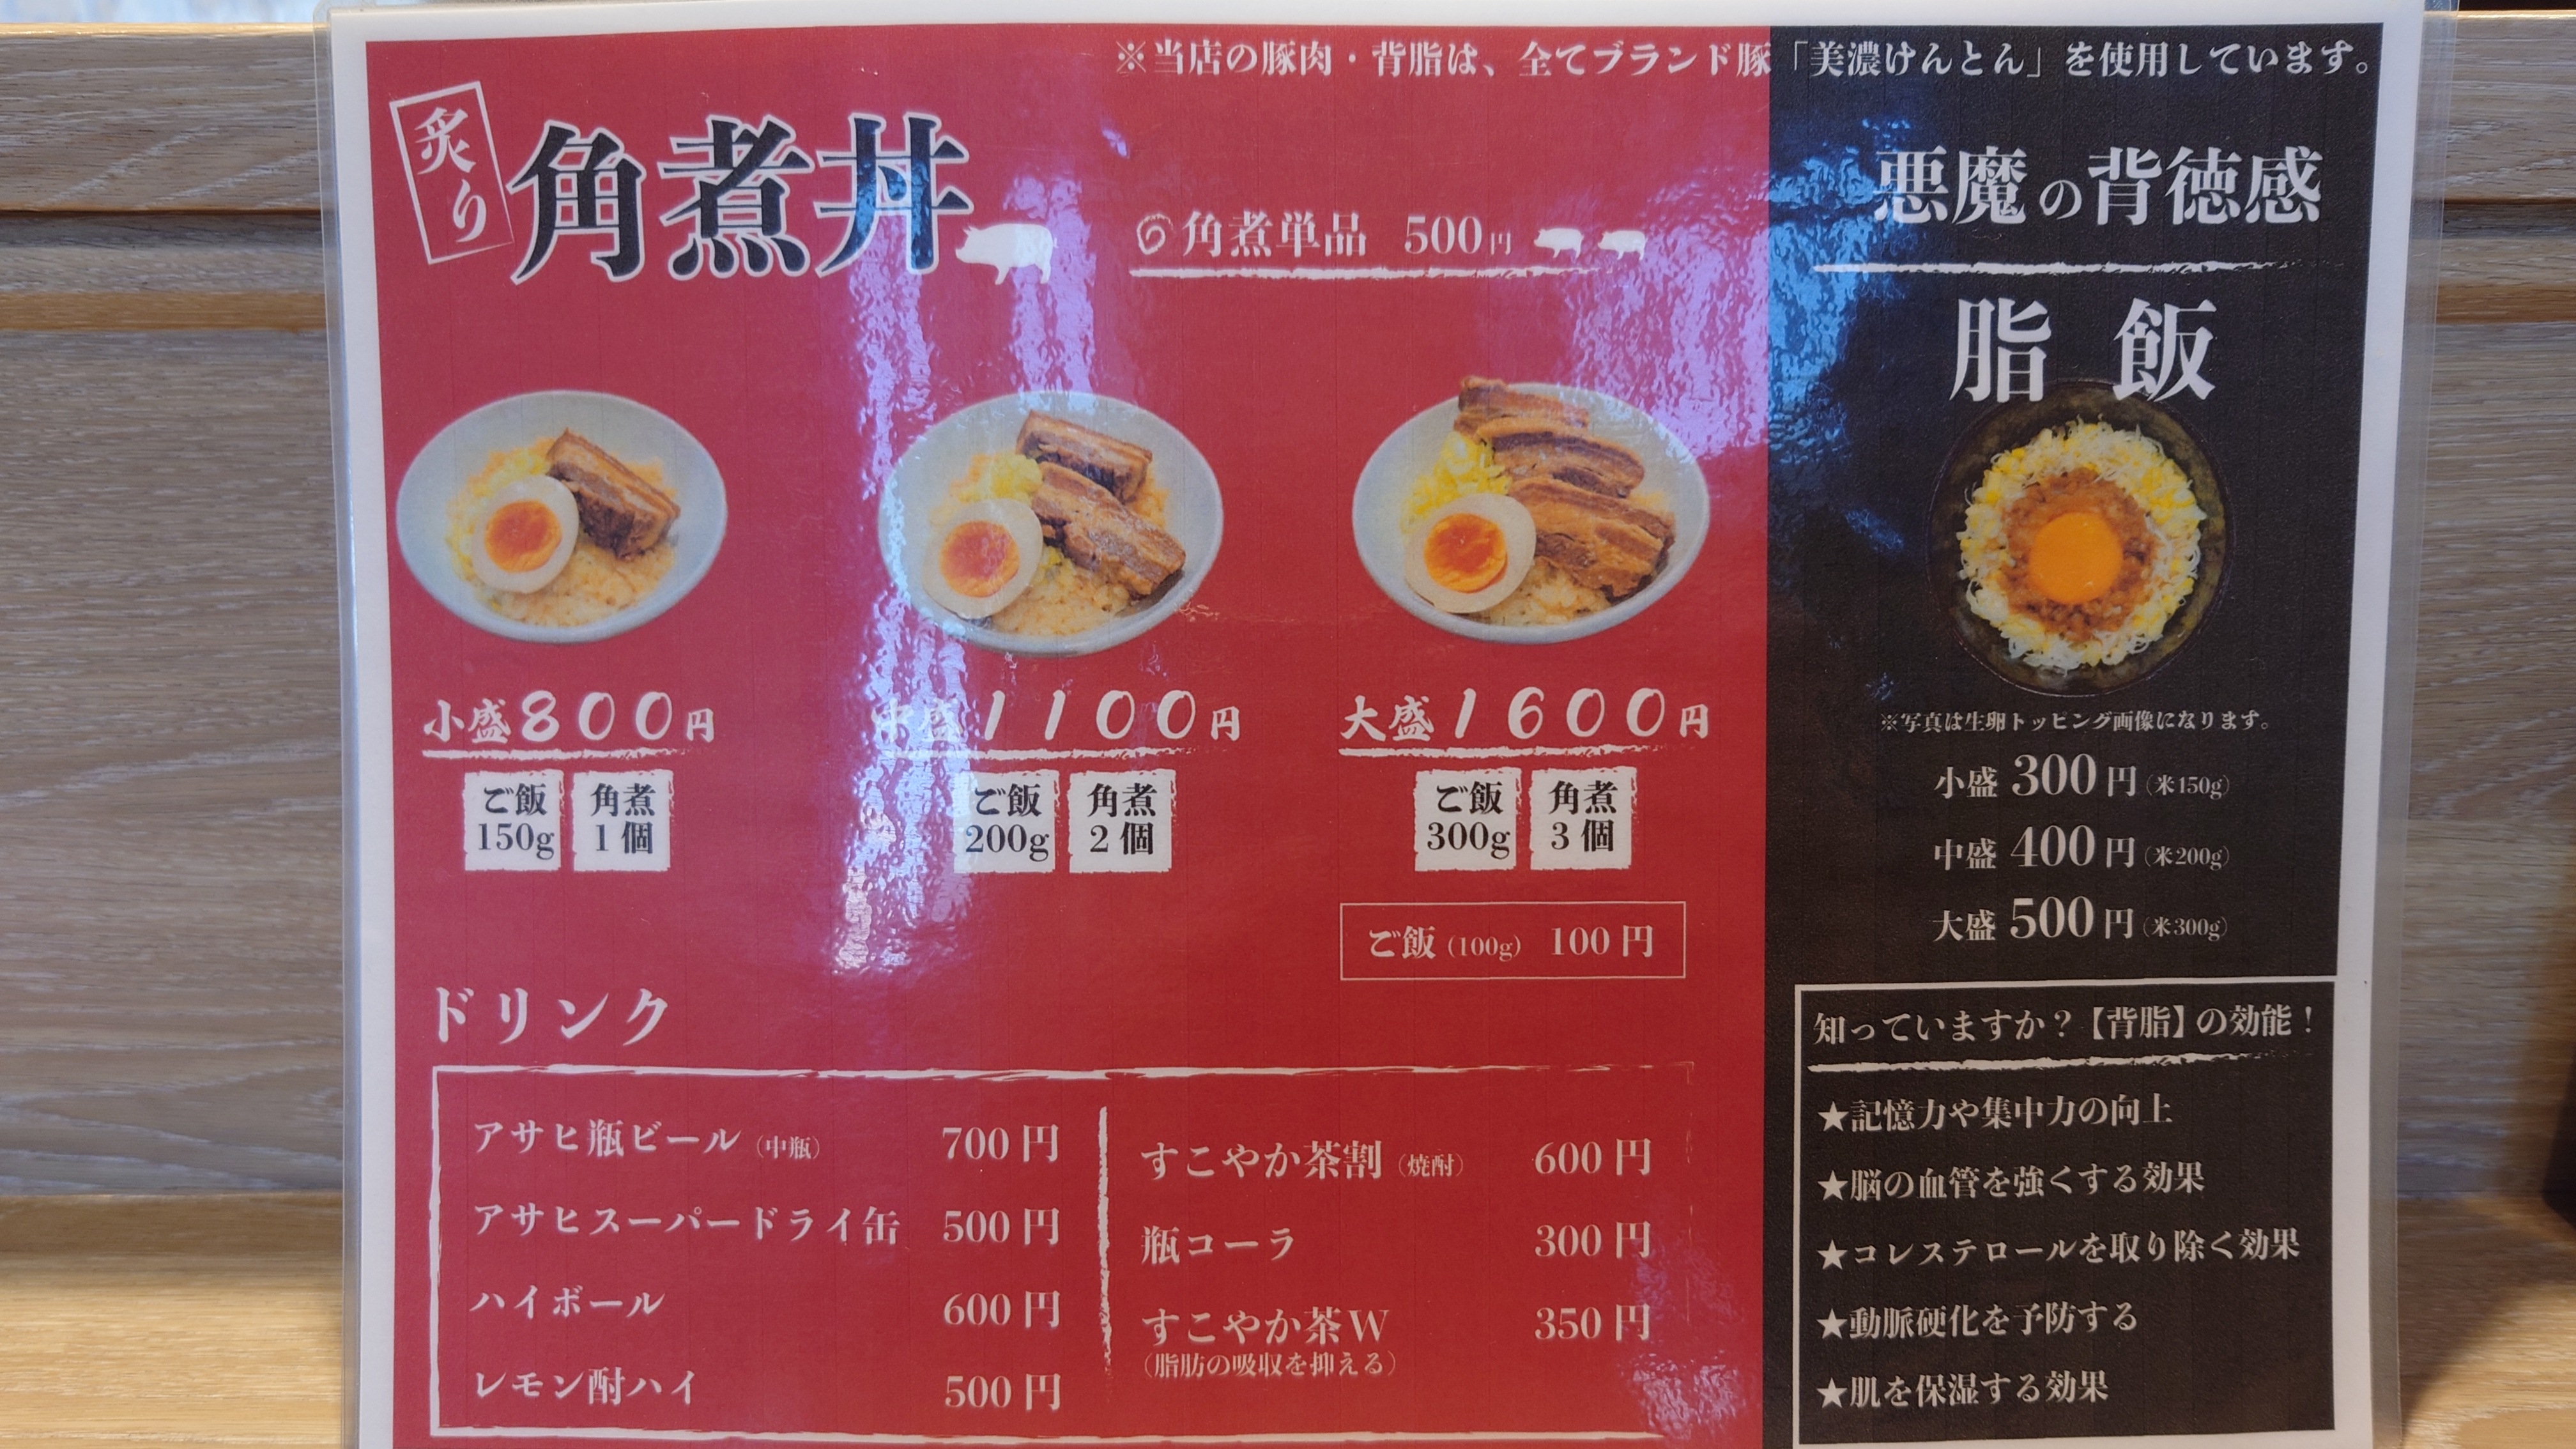 ※当店の豚肉・背脂は、全てブランド豚「美濃けんとん」を使用しています。
炙り
角煮丼
角煮単品 500円
小盛800円
ご飯 150g
角煮 1個
中盛1100円
ご飯 200g
角煮 2個
大盛1600円
ご飯 300g
角煮 3個
ご飯 (100g) 100円
ドリンク
アサヒ瓶ビール (中瓶) 700円
アサヒスーパードライ缶 500円
ハイボール 600円
レモン酎ハイ 500円
すこやか茶割 (焼酎) 600円
瓶コーラ 300円
すこやか茶W 350円
(脂肪の吸収を抑える)
悪魔の背徳感
脂飯
※写真は生卵トッピング画像になります。
小盛 300円 (米150g)
中盛 400円 (米200g)
大盛 500円 (米300g)
知っていますか?【背脂】の効能!
★記憶力や集中力の向上
★脳の血管を強くする効果
★コレステロールを取り除く効果
★動脈硬化を予防する
★肌を保湿する効果